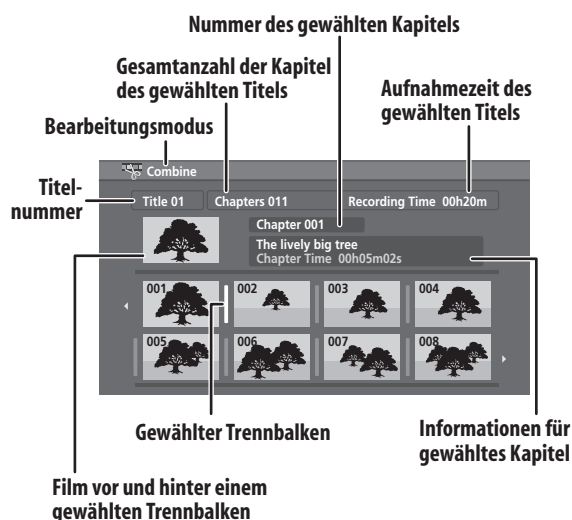 Nummer des gewählten Kapitels
Gesamtanzahl der Kapitel
des gewählten Titels
Aufnahmezeit des
gewählten Titels
Bearbeitungsmodus
Combine
Titel-
nummer
Title 01
Chapters 011
Recording Time 00h20m
Chapter 001
The lively big tree
Chapter Time 00h05m02s
001
002
003
004
005
006
007
008
Gewählter Trennbalken
Informationen für
gewähltes Kapitel
Film vor und hinter einem
gewählten Trennbalken